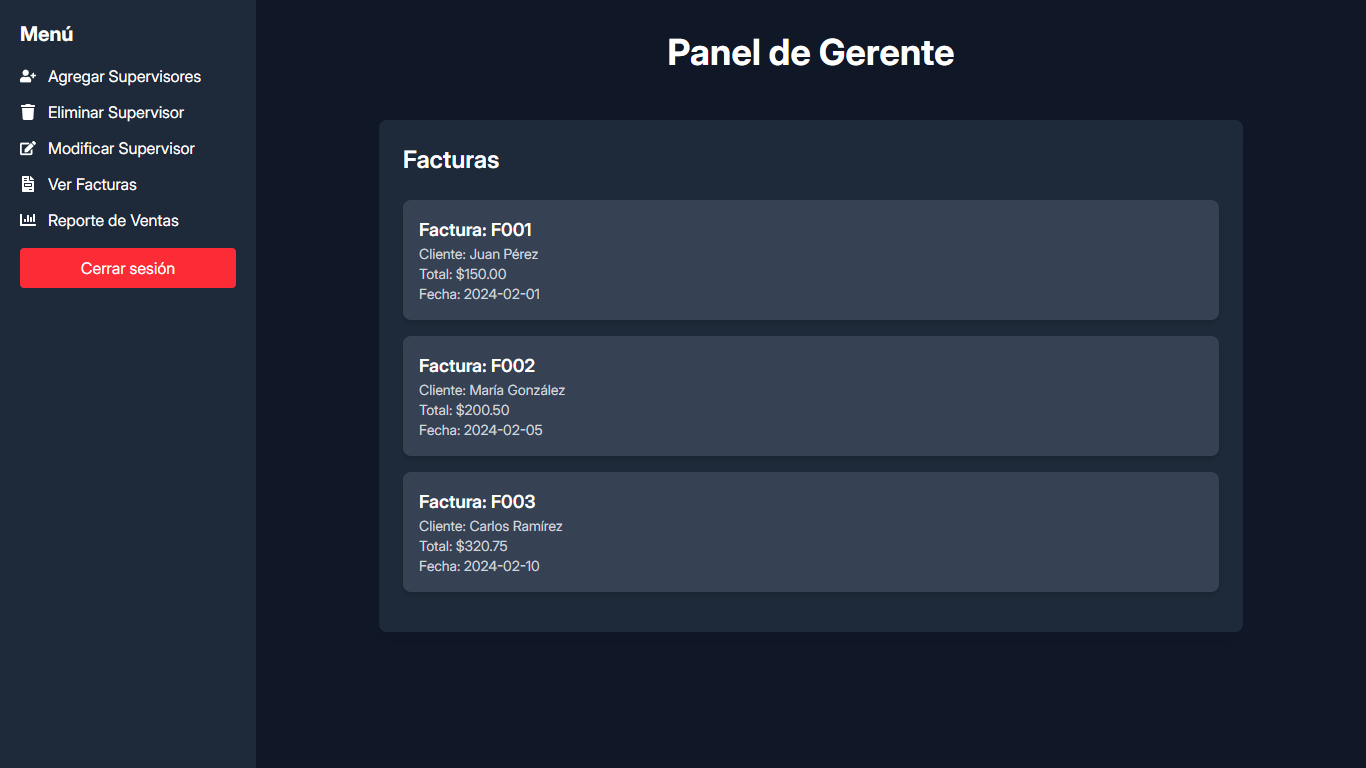 Menú
Agregar Supervisores
Eliminar Supervisor
Modificar Supervisor
Ver Facturas
Reporte de Ventas
Cerrar sesión
Panel de Gerente
Facturas
Factura: F001
Cliente: Juan Pérez
Total: $150.00
Fecha: 2024-02-01
Factura: F002
Cliente: María González
Total: $200.50
Fecha: 2024-02-05
Factura: F003
Cliente: Carlos Ramírez
Total: $320.75
Fecha: 2024-02-10